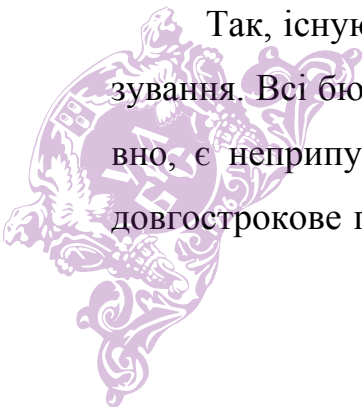 Так, існую
зування. Всі бю
вно, є неприпу
довгострокове п